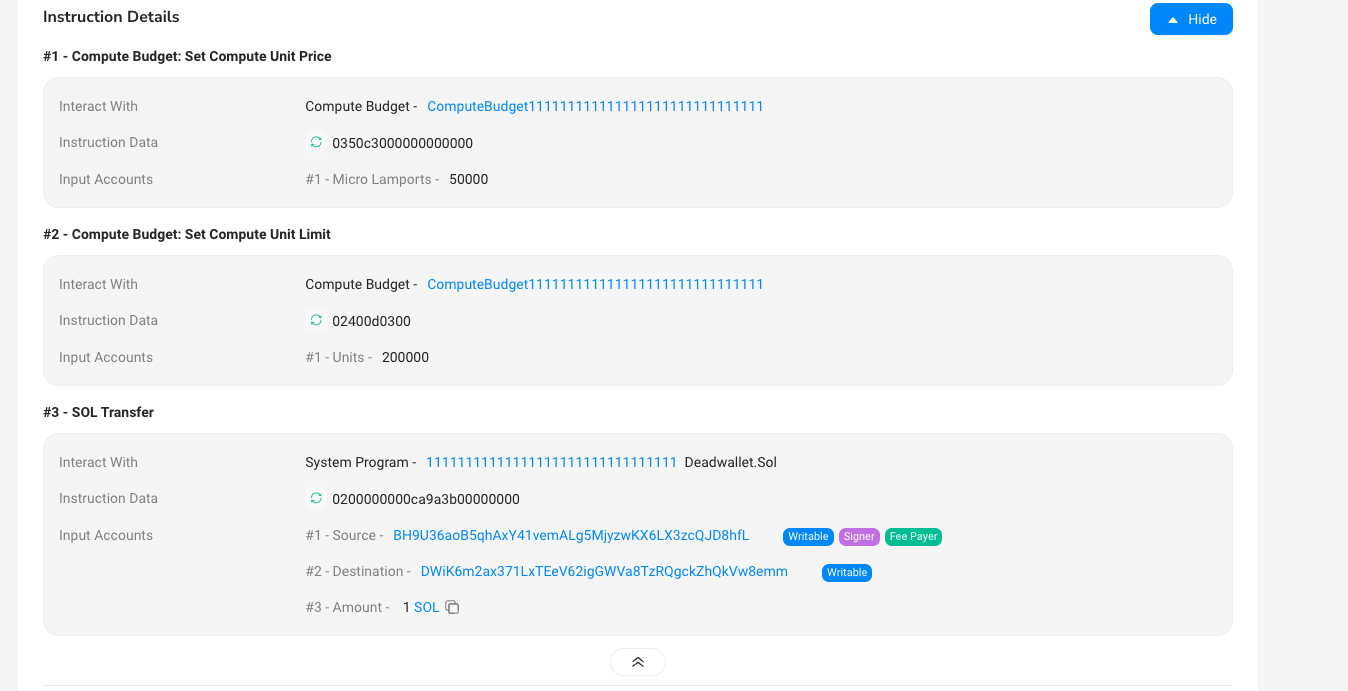 Instruction Details
Hide
#1 - Compute Budget: Set Compute Unit Price
Interact With Compute Budget - ComputeBudget111111111111111111111111111111
Instruction Data 0350c3000000000000
Input Accounts #1 - Micro Lamports - 50000
#2 - Compute Budget: Set Compute Unit Limit
Interact With Compute Budget - ComputeBudget111111111111111111111111111111
Instruction Data 02400d0300
Input Accounts #1 - Units - 200000
#3 - SOL Transfer
Interact With System Program - 11111111111111111111111111111111 Deadwallet.Sol
Instruction Data 0200000000ca9a3b00000000
Input Accounts #1 - Source - BH9U36aoB5qhAxY41vemALg5MjyzwKX6LX3zcQJD8hfL Writable Signer Fee Payer
#2 - Destination - DWiK6m2ax371LxTEeV62igGWVa8TzRQgckZhQkVw8emm Writable
#3 - Amount - 1 SOL